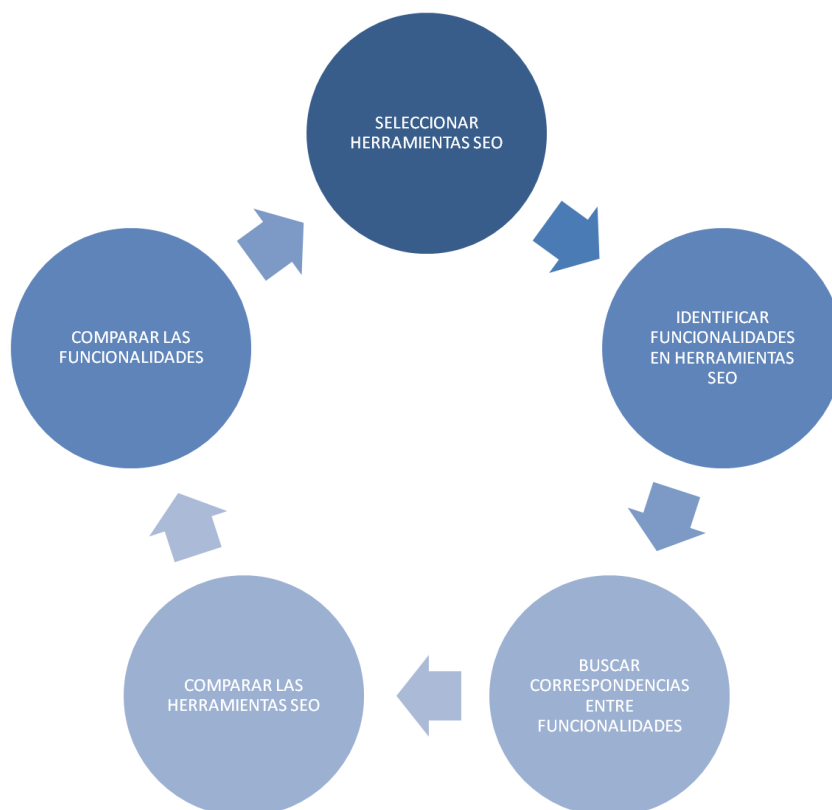 SELECCIONAR
HERRAMIENTAS SEO
IDENTIFICAR
FUNCIONALIDADES
EN HERRAMIENTAS
SEO
BUSCAR
CORRESPONDENCIAS
ENTRE
FUNCIONALIDADES
COMPARAR LAS
HERRAMIENTAS SEO
COMPARAR LAS
FUNCIONALIDADES